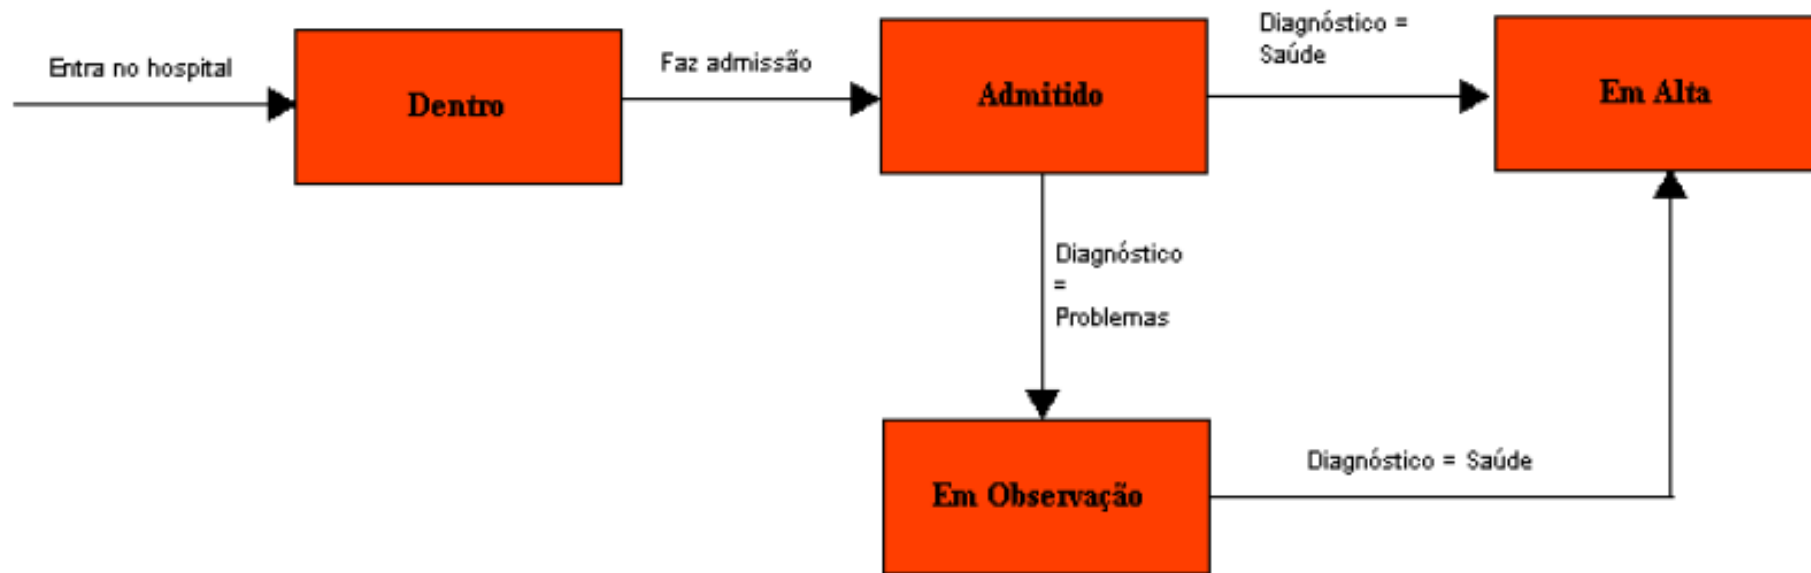 Entra no hospital
Dentro
Faz admissão
Admitido
Diagnóstico =
Saúde
Em Alta
Diagnóstico
=
Problemas
Em Observação
Diagnóstico = Saúde